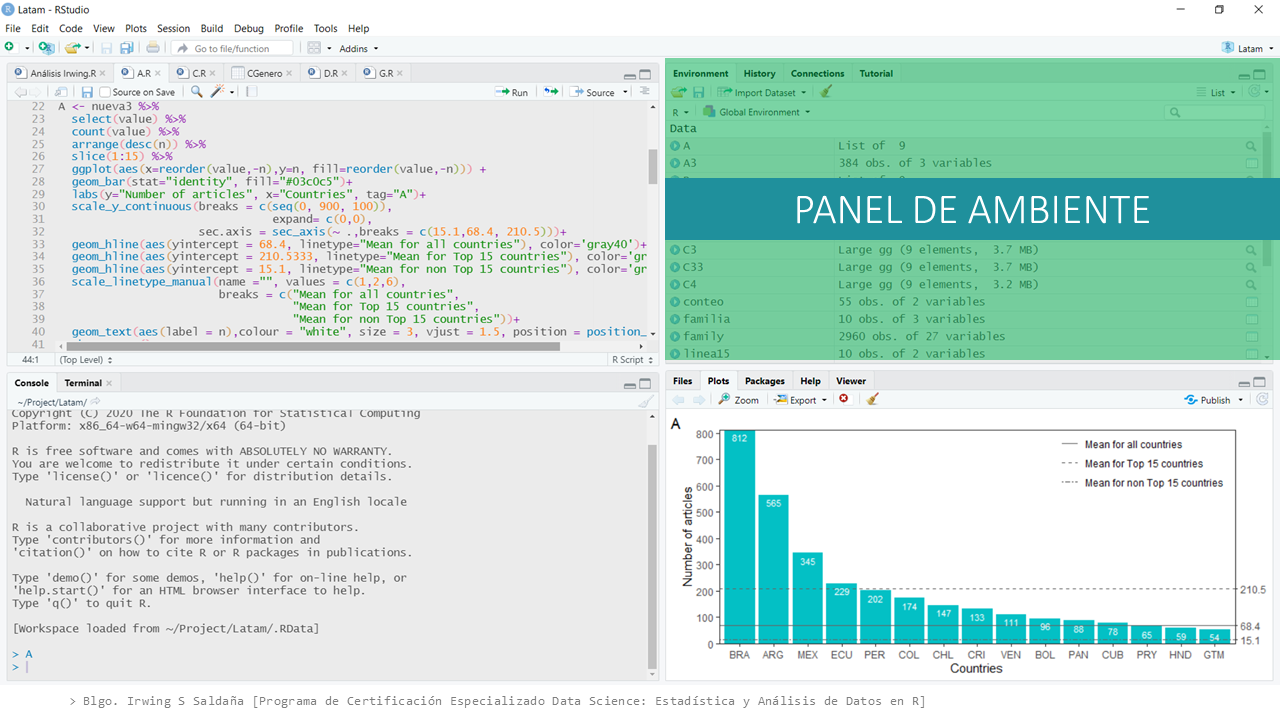 Latam - RStudio
File Edit Code View Plots Session Build Debug Profile Tools Help
Go to file/function Addins Latam
Análisis Irwing.R A.R C.R CGenero D.R G.R
Source on Save Run Source
22 A <- nueva3 %>%
23 select(value) %>%
24 count(value) %>%
25 arrange(desc(n)) %>%
26 slice(1:15) %>%
27 ggplot(aes(x=reorder(value,-n),y=n, fill=reorder(value,-n))) +
28 geom_bar(stat="identity", fill="#03c0c5")+
29 labs(y="Number of articles", x="Countries", tag="A")+
30 scale_y_continuous(breaks = c(seq(0, 900, 100)),
31 expand= c(0,0),
32 sec.axis = sec_axis(~ .,breaks = c(15.1,68.4, 210.5)))+
33 geom_hline(aes(yintercept = 68.4, linetype="Mean for all countries"), color='gray40')+
34 geom_hline(aes(yintercept = 210.5333, linetype="Mean for Top 15 countries"), color='gr
35 geom_hline(aes(yintercept = 15.1, linetype="Mean for non Top 15 countries"), color='gr
36 scale_linetype_manual(name ="", values = c(1,2,6),
37 breaks = c("Mean for all countries",
38 "Mean for Top 15 countries",
39 "Mean for non Top 15 countries"))+
40 geom_text(aes(label = n),colour = "white", size = 3, vjust = 1.5, position = position_
41
44:1 (Top Level) R Script
Environment History Connections Tutorial
Import Dataset List
R Global Environment
Data
A List of 9
A3 384 obs. of 3 variables
PANEL DE AMBIENTE
C3 Large gg (9 elements, 3.7 MB)
C33 Large gg (9 elements, 3.7 MB)
C4 Large gg (9 elements, 3.2 MB)
conteo 55 obs. of 2 variables
familia 10 obs. of 3 variables
family 2960 obs. of 27 variables
linea15 10 obs. of 2 variables
Console Terminal
~/Project/Latam/
Copyright (C) 2020 The R Foundation for Statistical Computing
Platform: x86_64-w64-mingw32/x64 (64-bit)
R is free software and comes with ABSOLUTELY NO WARRANTY.
You are welcome to redistribute it under certain conditions.
Type 'license()' or 'licence()' for distribution details.
Natural language support but running in an English locale
R is a collaborative project with many contributors.
Type 'contributors()' for more information and
'citation()' on how to cite R or R packages in publications.
Type 'demo()' for some demos, 'help()' for on-line help, or
'help.start()' for an HTML browser interface to help.
Type 'q()' to quit R.
[Workspace loaded from ~/Project/Latam/.RData]
> A
>
Files Plots Packages Help Viewer
Zoom Export Publish
A
Number of articles
800
700
600
500
400
300
200
100
0
812 565 345 229 202 174 147 133 111 96 88 78 65 59 54
Mean for all countries
Mean for Top 15 countries
Mean for non Top 15 countries
210.5
68.4
15.1
BRA ARG MEX ECU PER COL CHL CRI VEN BOL PAN CUB PRY HND GTM
Countries
> Blgo. Irwing S Saldaña [Programa de Certificación Especializado Data Science: Estadística y Análisis de Datos en R]